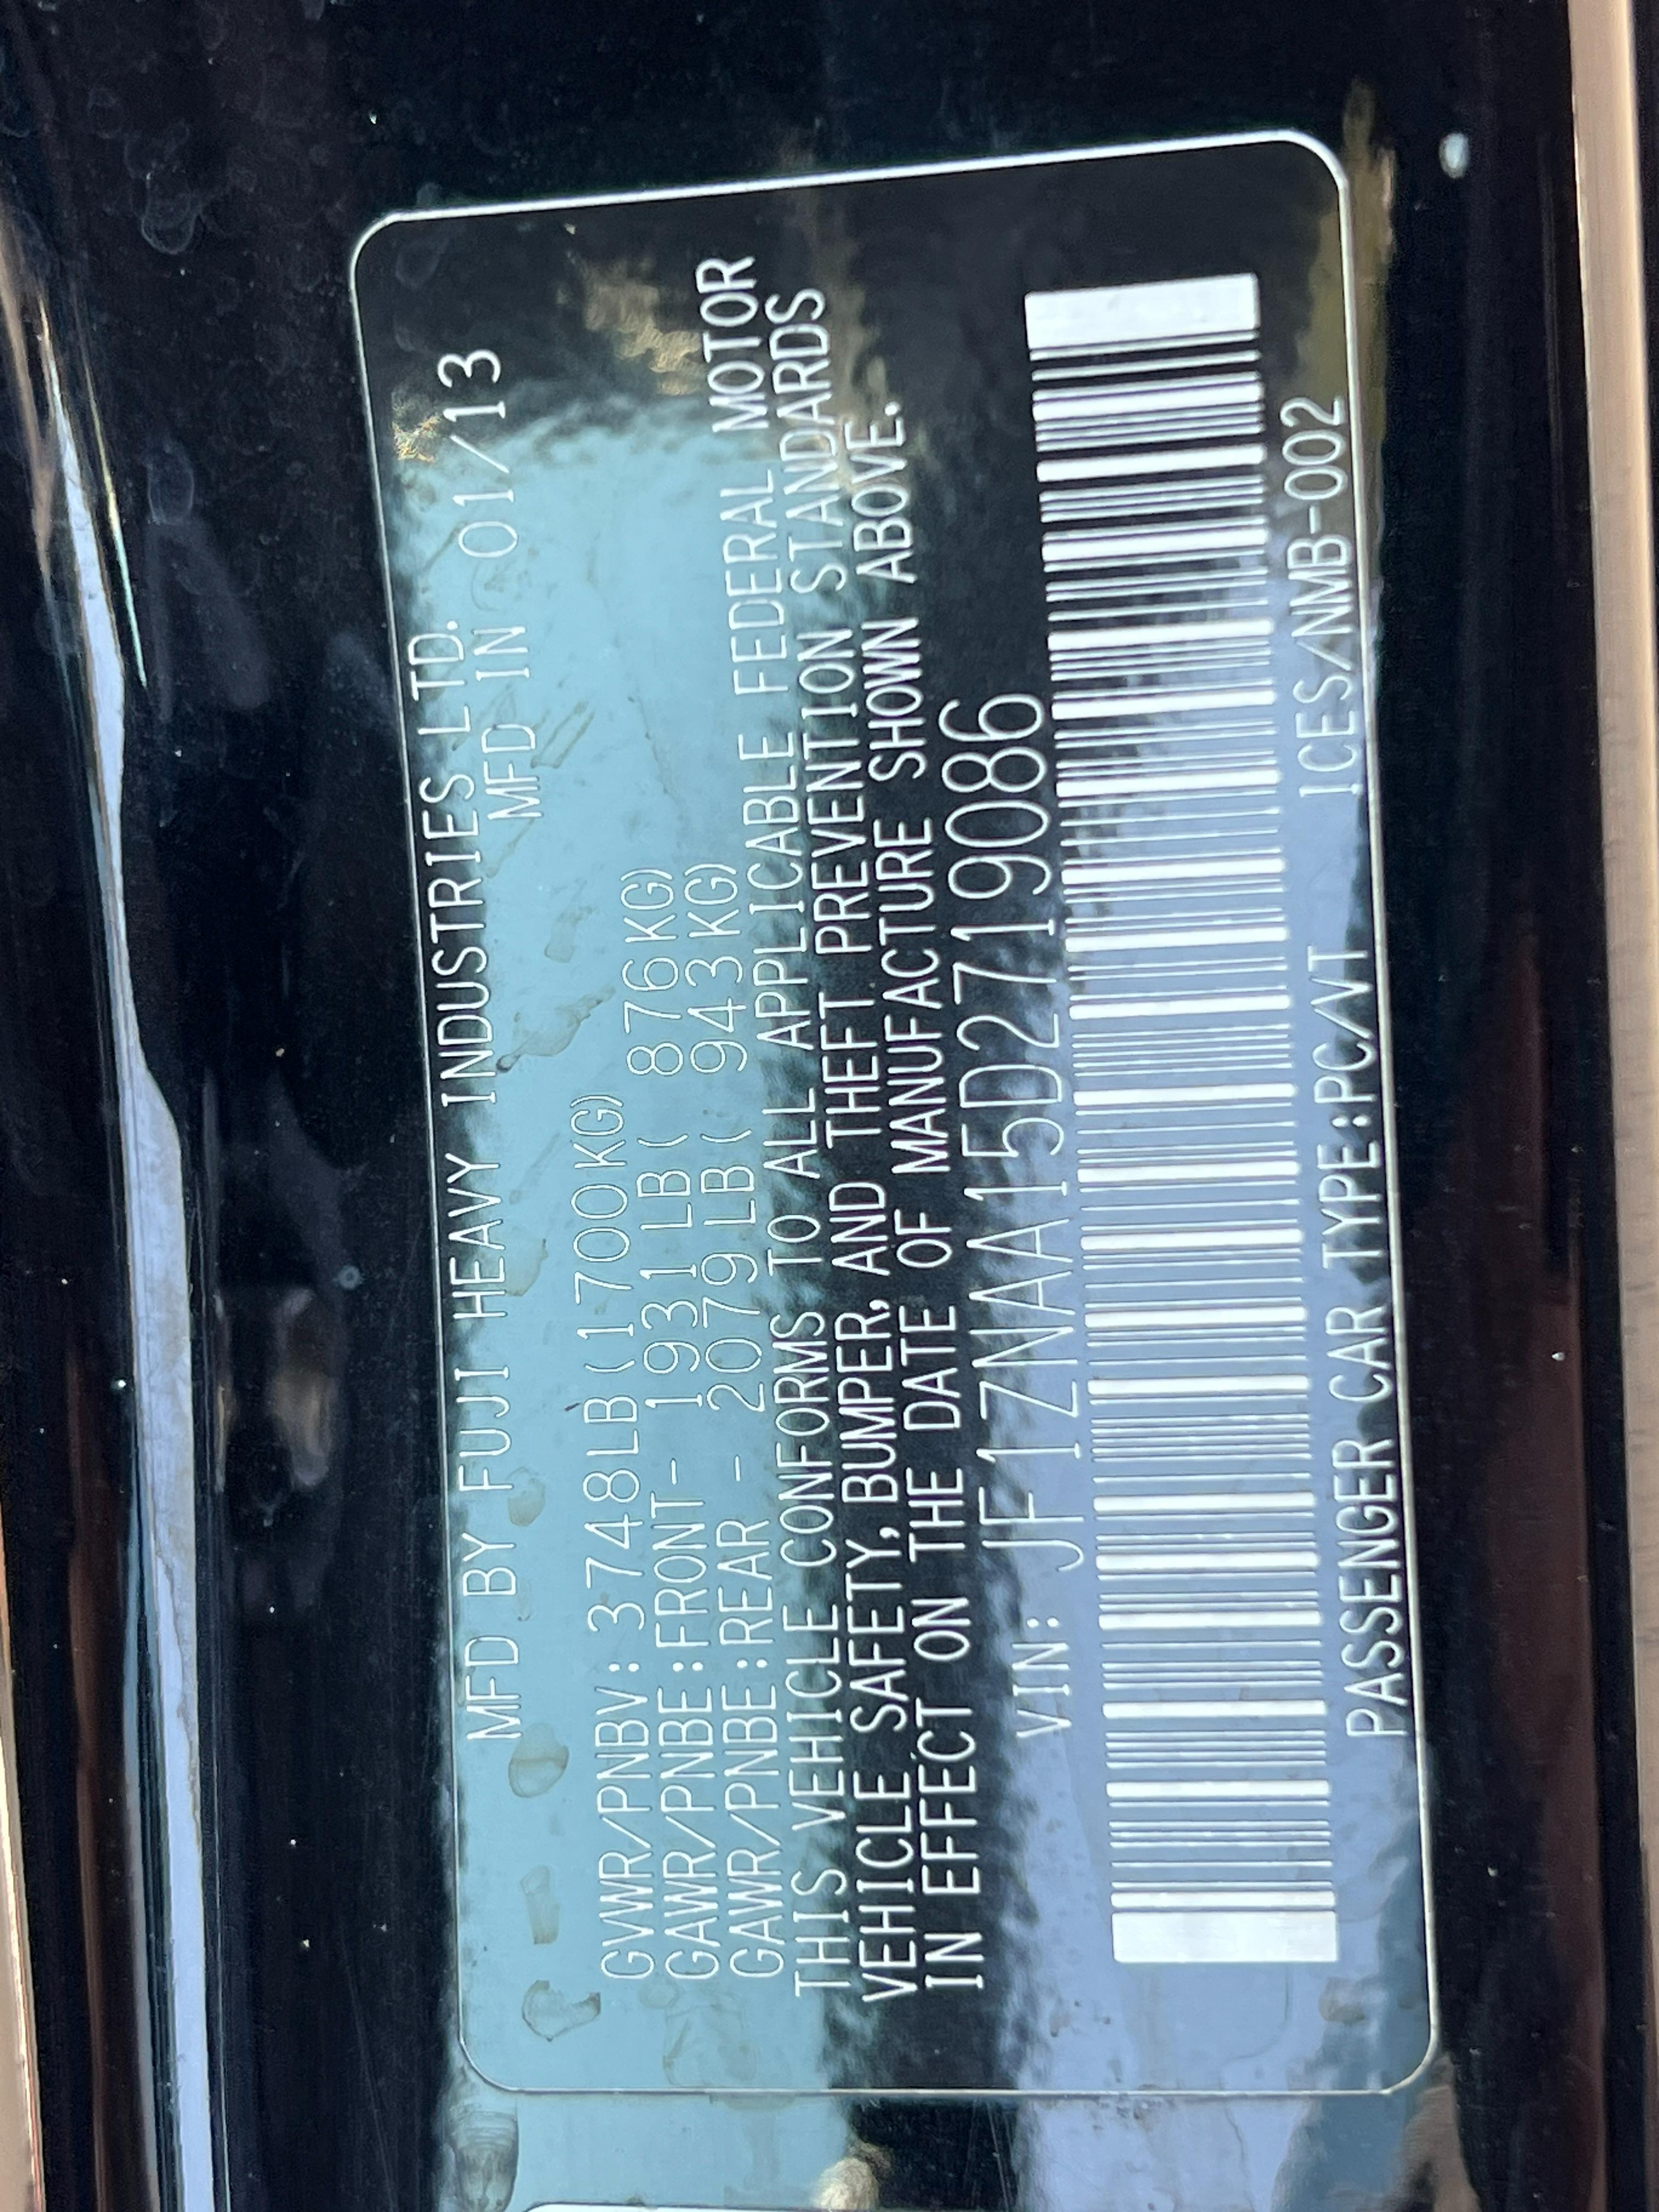 MFD BY FUJI HEAVY INDUSTRIES LTD.
MFD IN 01/13
GVWR/PNBV: 3748LB(1700KG)
GAWR/PNBE:FRONT- 1931LB( 876KG)
GAWR/PNBE:REAR - 2079LB( 943KG)
THIS VEHICLE CONFORMS TO ALL APPLICABLE FEDERAL MOTOR
VEHICLE SAFETY, BUMPER, AND THEFT PREVENTION STANDARDS
IN EFFECT ON THE DATE OF MANUFACTURE SHOWN ABOVE.
VIN: JF1ZNAA15D2719086
PASSENGER CAR TYPE:PC/VT ICES/NMB-002